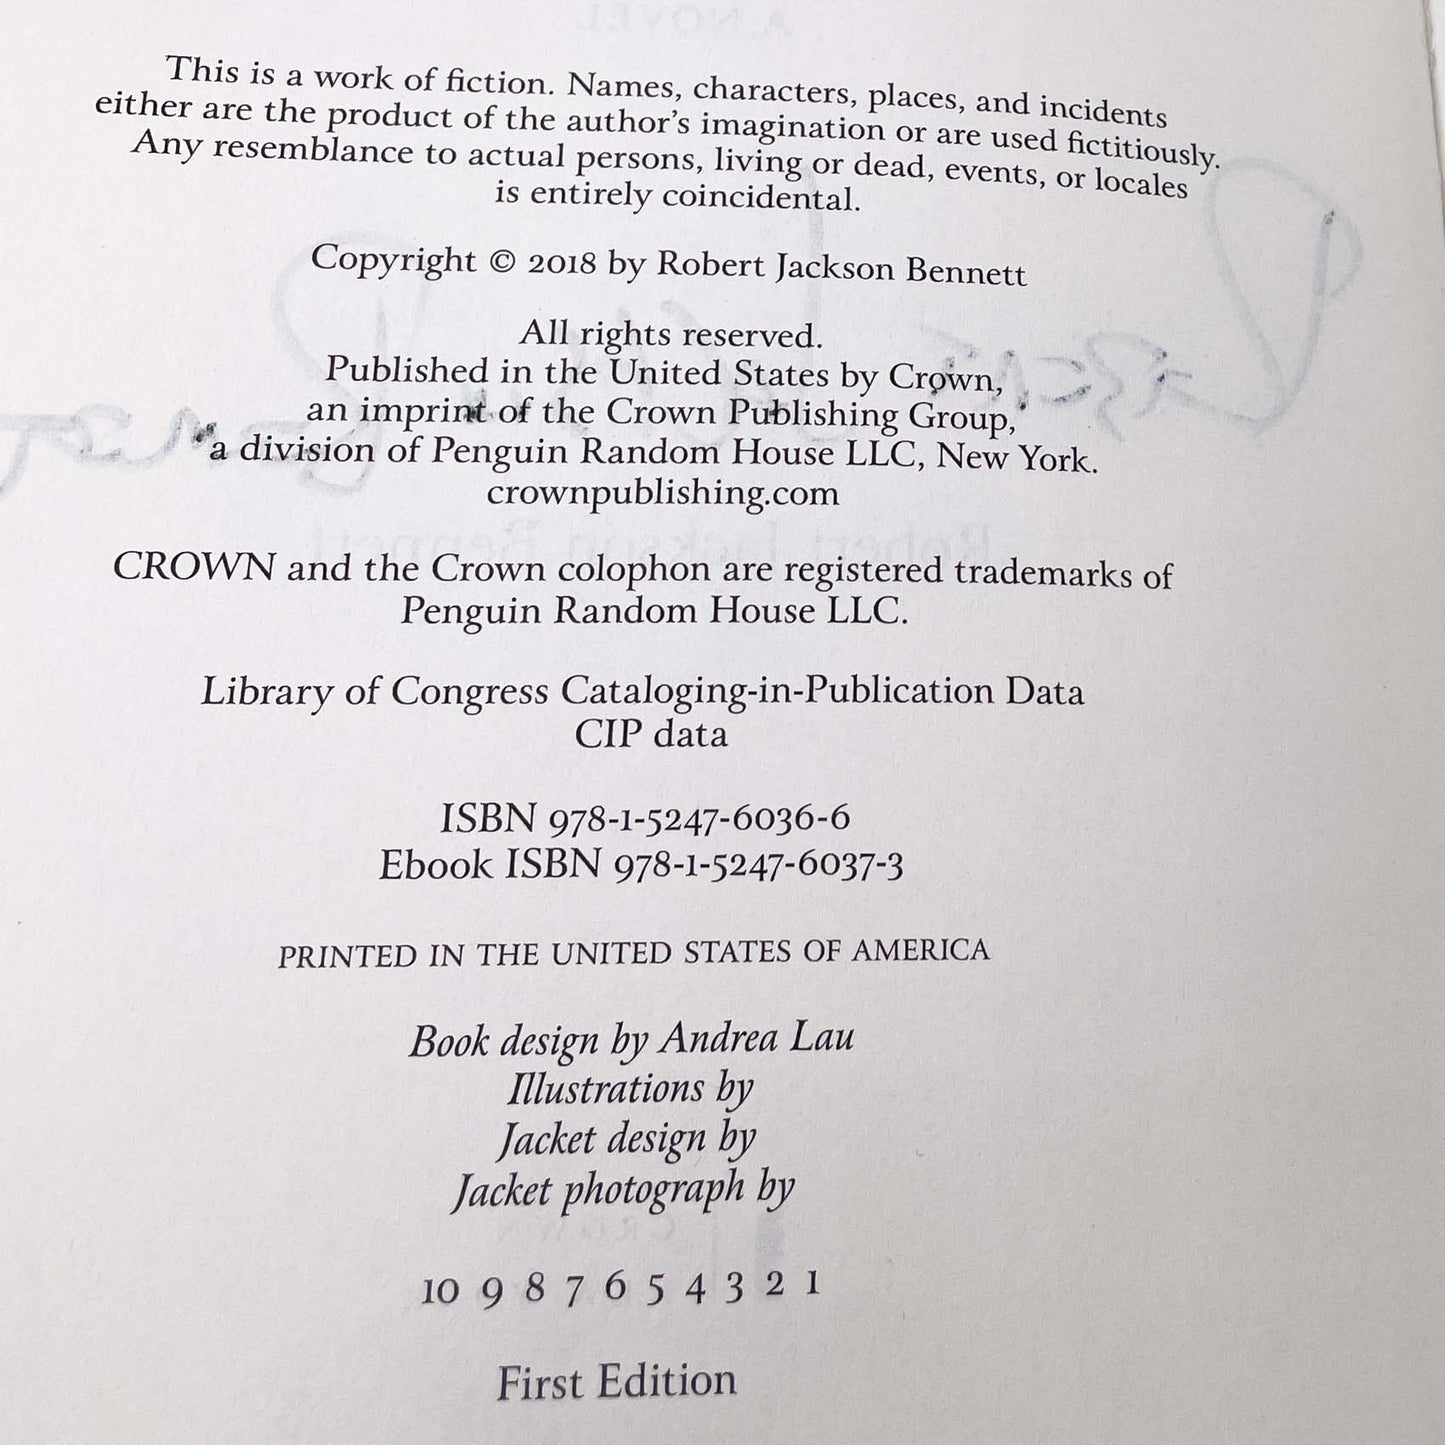 This is a work of fiction. Names, characters, places, and incidents
either are the product of the author's imagination or are used fictitiously.
Any resemblance to actual persons, living or dead, events, or locales
is entirely coincidental.
Copyright © 2018 by Robert Jackson Bennett
All rights reserved.
Published in the United States by Crown,
an imprint of the Crown Publishing Group,
a division of Penguin Random House LLC, New York.
crownpublishing.com
CROWN and the Crown colophon are registered trademarks of
Penguin Random House LLC.
Library of Congress Cataloging-in-Publication Data
CIP data
ISBN 978-1-5247-6036-6
Ebook ISBN 978-1-5247-6037-3
PRINTED IN THE UNITED STATES OF AMERICA
Book design by Andrea Lau
Illustrations by
Jacket design by
Jacket photograph by
10 9 8 7 6 5 4 3 2 1
First Edition